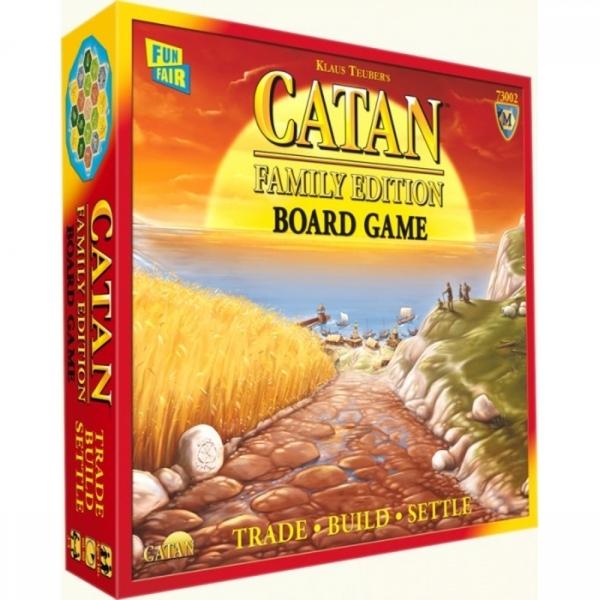 FUN
FAIR
KLAUS TEUBER'S
CATAN™
73002
M
FAMILY EDITION
BOARD GAME
TRADE • BUILD • SETTLE
CATAN
CATAN
FAMILY EDITION
BOARD GAME
TRADE
BUILD
SETTLE